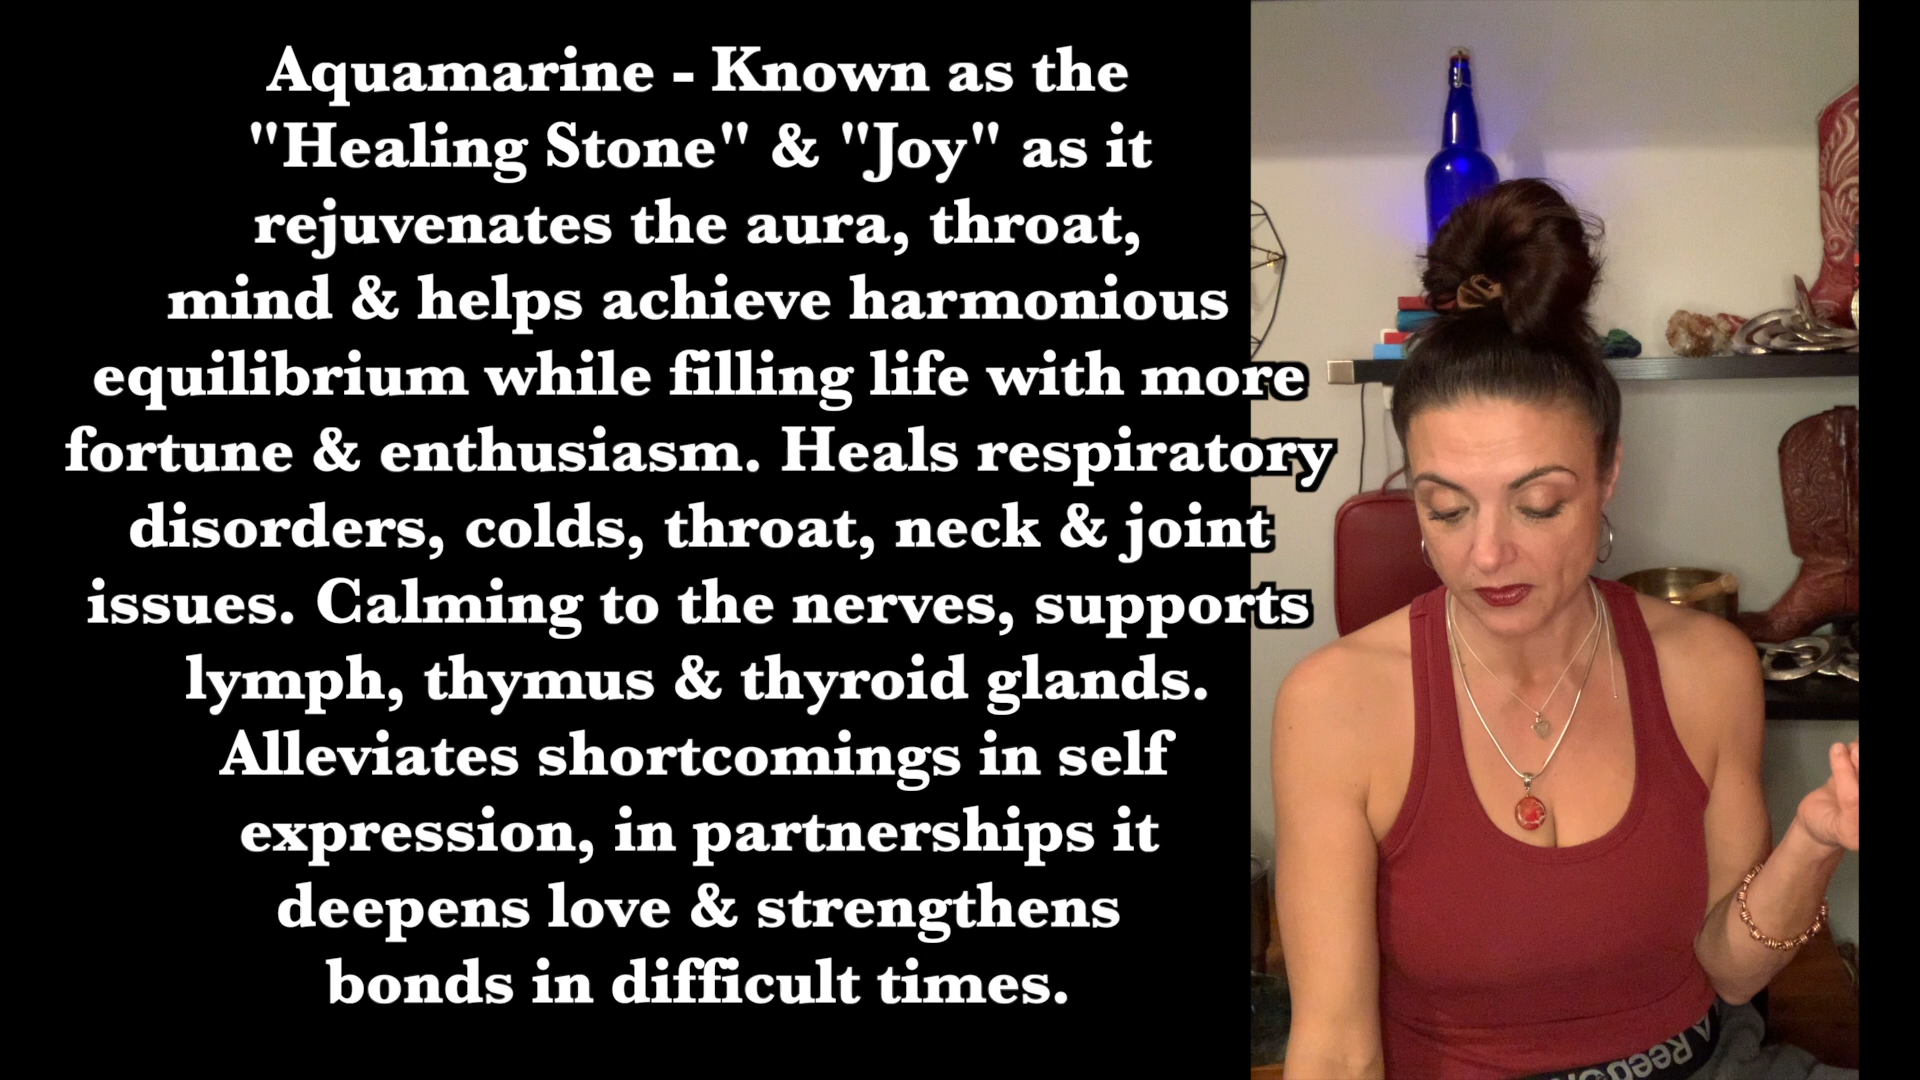 Aquamarine - Known as the
"Healing Stone" & "Joy" as it
rejuvenates the aura, throat,
mind & helps achieve harmonious
equilibrium while filling life with more
fortune & enthusiasm. Heals respiratory
disorders, colds, throat, neck & joint
issues. Calming to the nerves, supports
lymph, thymus & thyroid glands.
Alleviates shortcomings in self
expression, in partnerships it
deepens love & strengthens
bonds in difficult times.